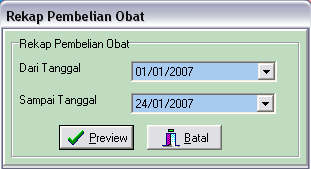 Rekap Pembelian Obat
Rekap Pembelian Obat
Dari Tanggal 01/01/2007
Sampai Tanggal 24/01/2007
Preview Batal